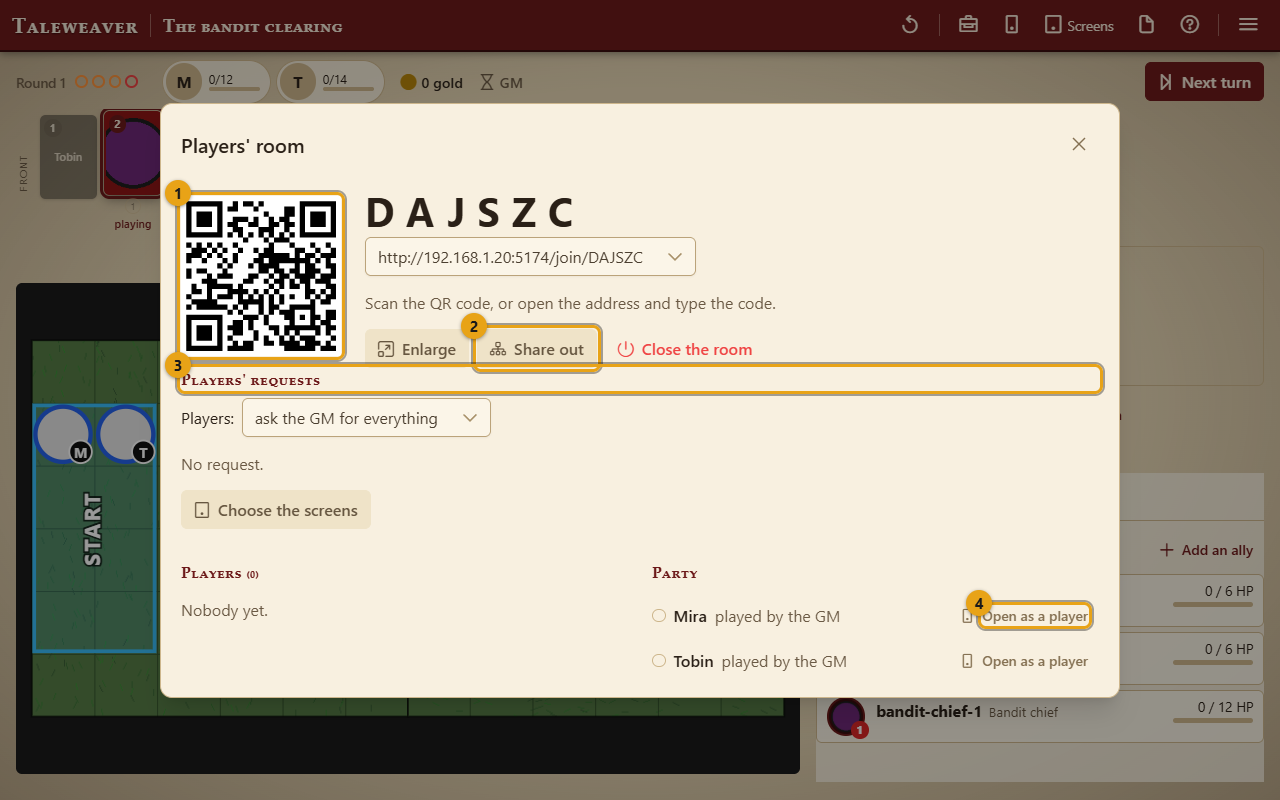 Taleweaver
The bandit clearing
Screens
Round 1
M
0/12
T
0/14
0 gold
GM
Next turn
FRONT
1
Tobin
2
1
playing
Players' room
1
DAJSZC
http://192.168.1.20:5174/join/DAJSZC
Scan the QR code, or open the address and type the code.
Enlarge
2
Share out
Close the room
3
Players' requests
Players:
ask the GM for everything
No request.
Choose the screens
Players (0)
Nobody yet.
Party
Mira played by the GM
4
Open as a player
Tobin played by the GM
Open as a player
M
T
START
Add an ally
0 / 6 HP
0 / 6 HP
bandit-chief-1 Bandit chief
0 / 12 HP
1